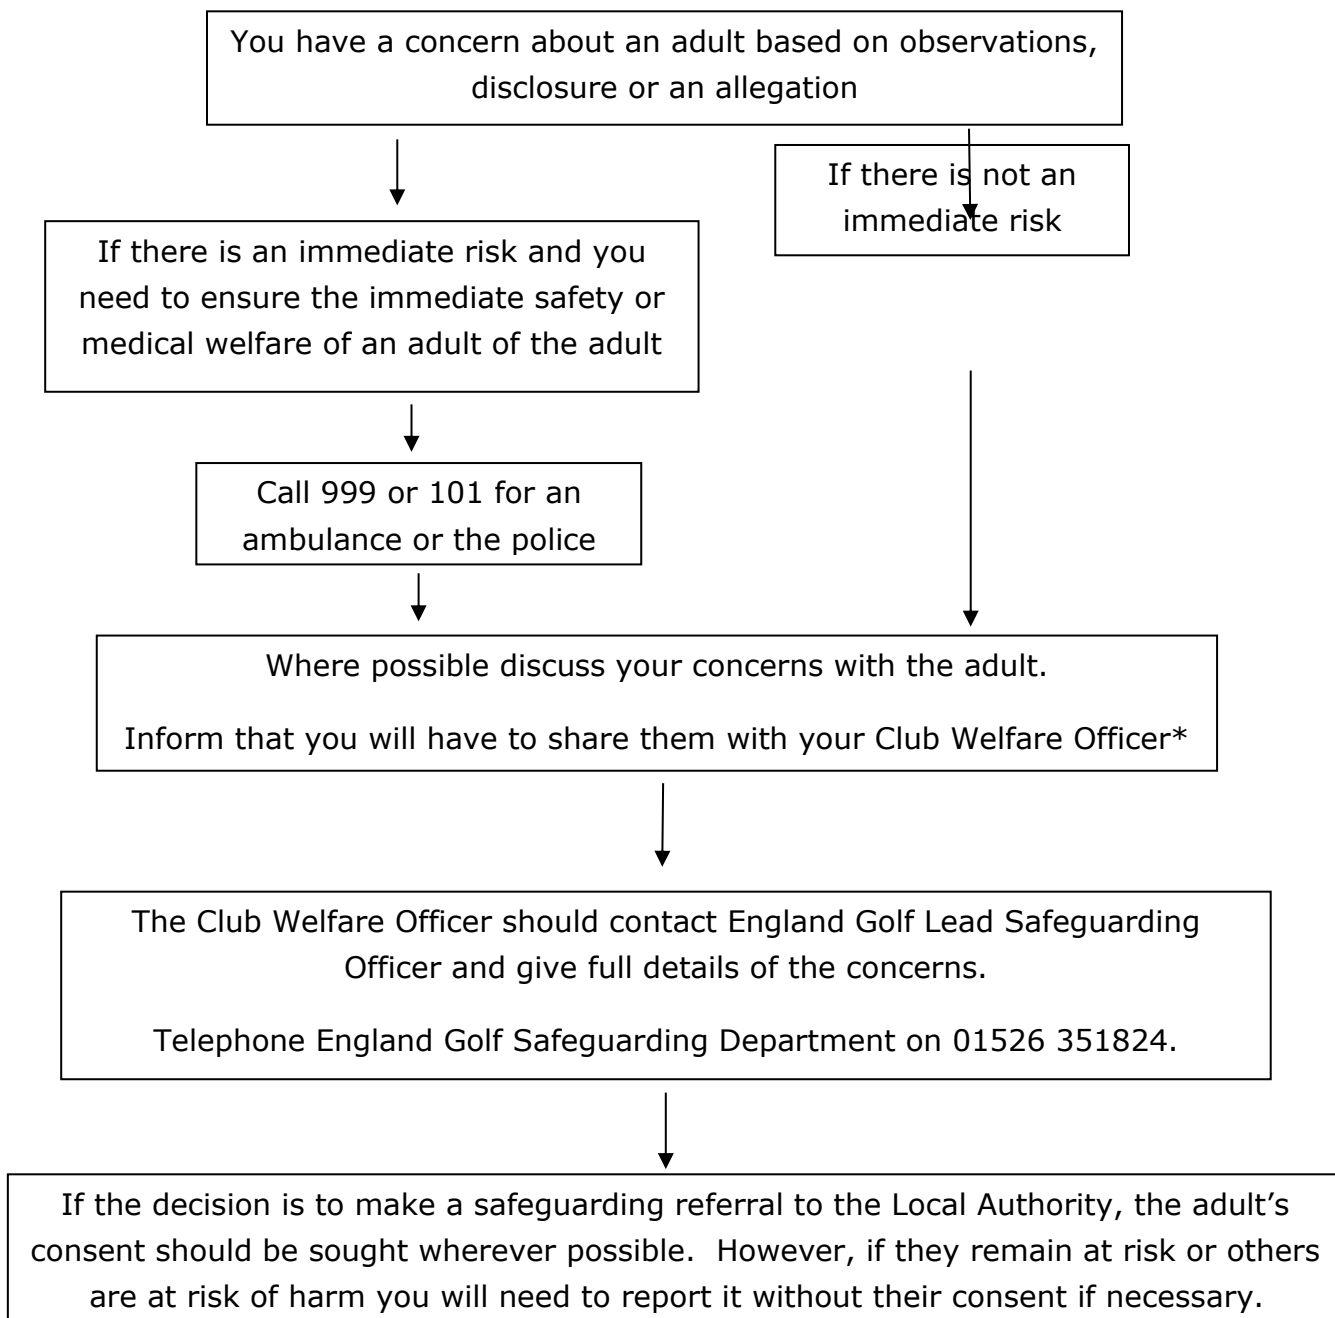 You have a concern about an adult based on observations,
disclosure or an allegation
If there is not an
immediate risk
If there is an immediate risk and you
need to ensure the immediate safety or
medical welfare of an adult of the adult
Call 999 or 101 for an
ambulance or the police
Where possible discuss your concerns with the adult.
Inform that you will have to share them with your Club Welfare Officer*
The Club Welfare Officer should contact England Golf Lead Safeguarding
Officer and give full details of the concerns.
Telephone England Golf Safeguarding Department on 01526 351824.
If the decision is to make a safeguarding referral to the Local Authority, the adult’s
consent should be sought wherever possible.  However, if they remain at risk or others
are at risk of harm you will need to report it without their consent if necessary.